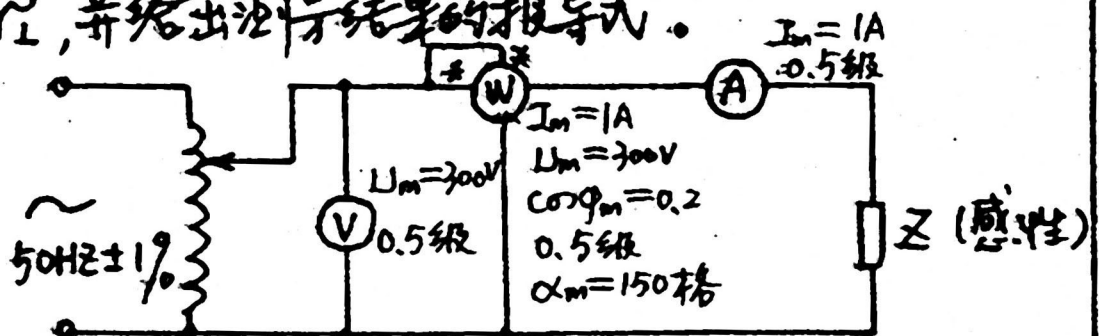 ,并给出测量结果的报导式。
Im=1A
0.5级
*
*
W
A
Im=1A
Um=300V
Um=300V
cosφm=0.2
V
0.5级
0.5级
αm=150格
Z (感性)
~
50HZ±1%